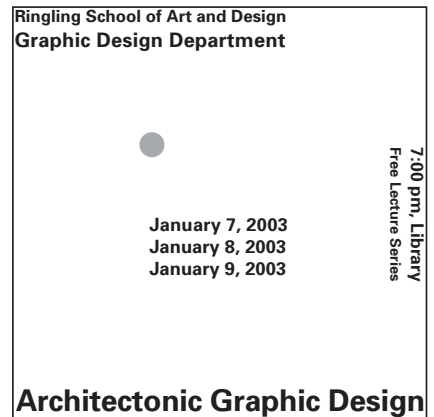 Ringling School of Art and Design
Graphic Design Department
7:00 pm, Library
Free Lecture Series
January 7, 2003
January 8, 2003
January 9, 2003
Architectonic Graphic Design